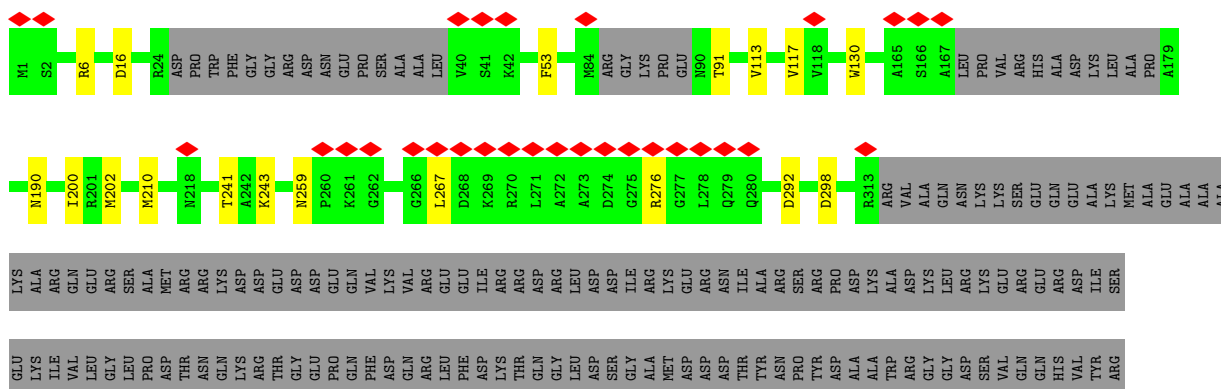 M1 S2 R6 D16 R24 ASP PRO TRP PHE GLY GLY ARG ASP ASN GLU PRO SER ALA ALA LEU V40 S41 K42 F53 M84 ARG GLY LYS PRO GLU N90 T91 V113 V117 V118 W130 A165 S166 A167 LEU PRO VAL ARG HIS ALA ASP LYS LEU ALA PRO A179
N190 I200 R201 M202 M210 N218 T241 A242 K243 N259 P260 K261 G262 G266 L267 D268 K269 R270 L271 A272 A273 D274 G275 R276 G277 L278 Q279 Q280 D292 D298 R313 ARG VAL ALA GLN ASN LYS LYS SER GLU GLN GLU ALA LYS MET ALA GLU ALA ALA ALA
LYS ALA ARG GLN GLU ARG SER ALA MET ARG ARG LYS ASP ASP GLU ASP ASP GLU GLN VAL LYS VAL ARG GLU GLU ILE ARG ARG ASP ARG LEU ASP ASP ILE ARG LYS GLU ARG ASN ILE ALA ARG SER ARG PRO ASP LYS ALA ASP LYS LEU ARG LYS GLU ARG GLU ARG ASP ILE SER
GLU LYS ILE VAL LEU GLY LEU PRO ASP THR ASN GLN LYS ARG THR GLY GLU PRO GLN PHE ASP GLN ARG LEU PHE ASP LYS THR GLN GLY LEU ASP SER GLY ALA MET ASP ASP ASP THR TYR ASN PRO TYR ASP ALA ALA TRP ARG GLY GLY ASP SER VAL GLN GLN HIS VAL TYR ARG